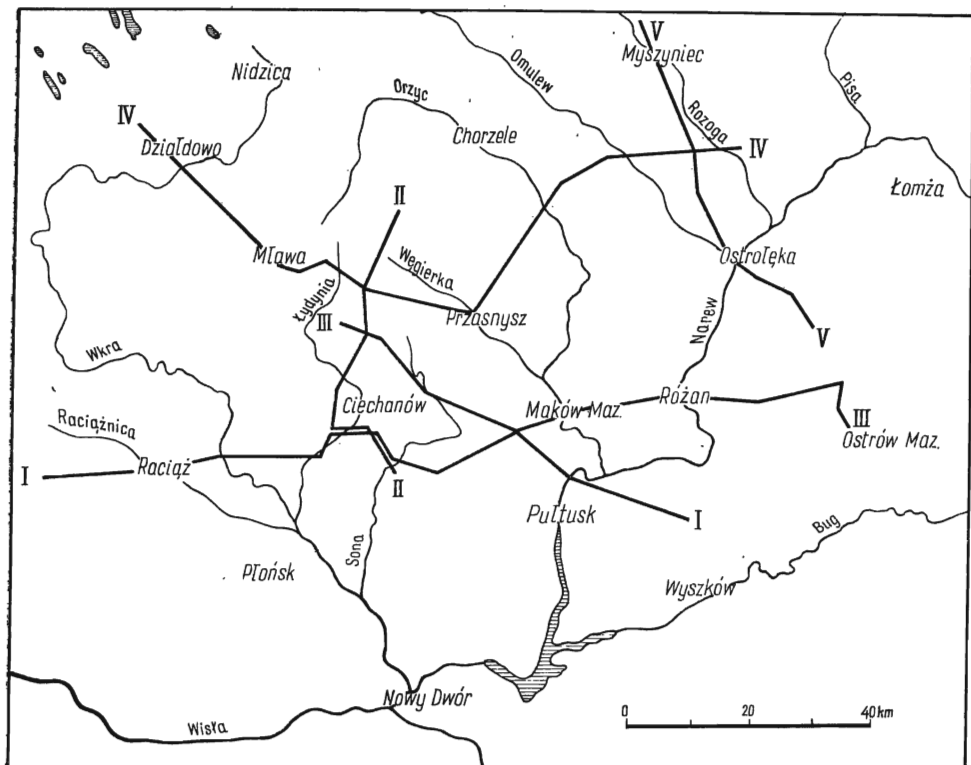 V
Myszyniec
Nidzica
Omulew
Pisa
Orzyc
Rozoga
IV
Działdowo
Chorzele
IV
Łomża
II
Mława
Węgierka
Ostrołęka
Łydynia
III
Przasnysz
Narew
V
Wkra
Ciechanów
Maków Maz.
Różan
III
Raciążnica
Ostrów Maz.
I
Raciąż
II
Pułtusk
I
Bug
Sona
Płońsk
Wyszków
Nowy Dwór
Wisła
0 20 40 km